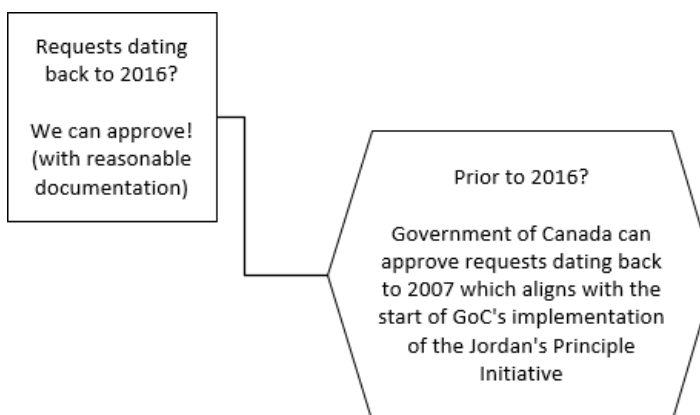 Requests dating
back to 2016?
We can approve!
(with reasonable
documentation)
Prior to 2016?
Government of Canada can
approve requests dating back
to 2007 which aligns with the
start of GoC's implementation
of the Jordan's Principle
Initiative